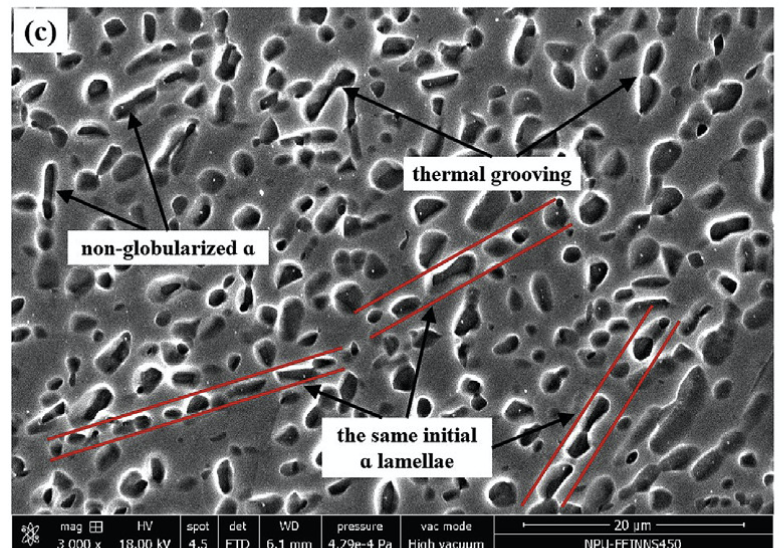 (c)
thermal grooving
non-globularized α
the same initial
α lamellae
mag HV spot det WD pressure vac mode 20 µm
3 000 x 18.00 kV 4.5 ETD 6.1 mm 4.29e-4 Pa High vacuum NPU-FEINNS450